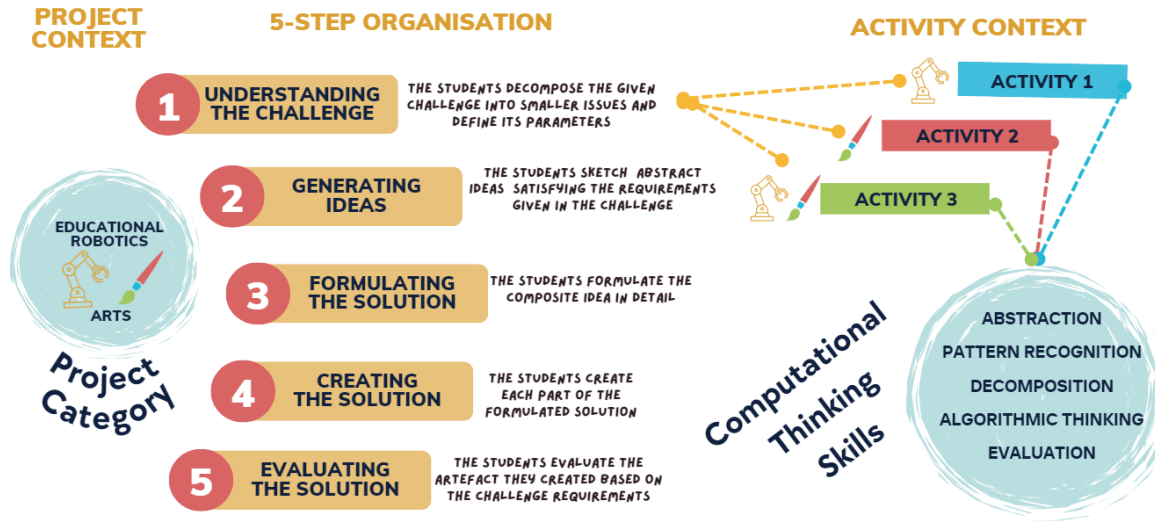 PROJECT
CONTEXT
5-STEP ORGANISATION
ACTIVITY CONTEXT
1
UNDERSTANDING
THE CHALLENGE
THE STUDENTS DECOMPOSE THE GIVEN
CHALLENGE INTO SMALLER ISSUES AND
DEFINE ITS PARAMETERS
ACTIVITY 1
ACTIVITY 2
ACTIVITY 3
2
GENERATING
IDEAS
THE STUDENTS SKETCH ABSTRACT
IDEAS SATISFYING THE REQUIREMENTS
GIVEN IN THE CHALLENGE
EDUCATIONAL
ROBOTICS
ARTS
Project
Category
3
FORMULATING
THE SOLUTION
THE STUDENTS FORMULATE THE
COMPOSITE IDEA IN DETAIL
4
CREATING
THE SOLUTION
THE STUDENTS CREATE
EACH PART OF THE
FORMULATED SOLUTION
5
EVALUATING
THE SOLUTION
THE STUDENTS EVALUATE THE
ARTEFACT THEY CREATED BASED ON
THE CHALLENGE REQUIREMENTS
Computational
Thinking
Skills
ABSTRACTION
PATTERN RECOGNITION
DECOMPOSITION
ALGORITHMIC THINKING
EVALUATION